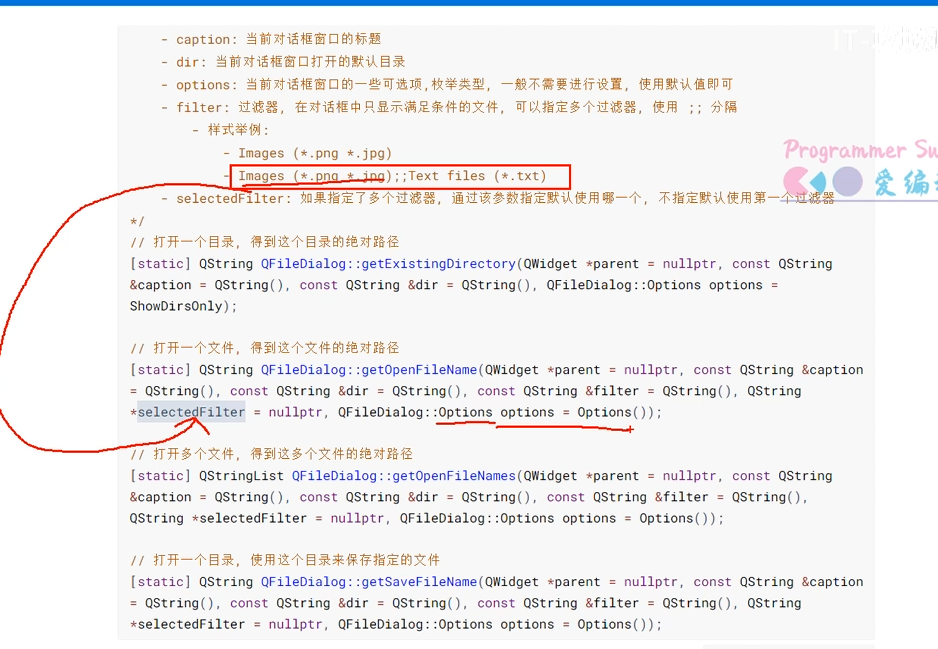 - caption: 当前对话框窗口的标题
- dir: 当前对话框窗口打开的默认目录
- options: 当前对话框窗口的一些可选项,枚举类型, 一般不需要进行设置, 使用默认值即可
- filter: 过滤器, 在对话框中只显示满足条件的文件, 可以指定多个过滤器, 使用 ;; 分隔
- 样式举例:
- Images (*.png *.jpg)
- Images (*.png *.jpg);;Text files (*.txt)
- selectedFilter: 如果指定了多个过滤器, 通过该参数指定默认使用哪一个, 不指定默认使用第一个过滤器
*/
// 打开一个目录, 得到这个目录的绝对路径
[static] QString QFileDialog::getExistingDirectory(QWidget *parent = nullptr, const QString
&caption = QString(), const QString &dir = QString(), QFileDialog::Options options =
ShowDirsOnly);
// 打开一个文件, 得到这个文件的绝对路径
[static] QString QFileDialog::getOpenFileName(QWidget *parent = nullptr, const QString &caption
= QString(), const QString &dir = QString(), const QString &filter = QString(), QString
*selectedFilter = nullptr, QFileDialog::Options options = Options());
// 打开多个文件, 得到这多个文件的绝对路径
[static] QStringList QFileDialog::getOpenFileNames(QWidget *parent = nullptr, const QString
&caption = QString(), const QString &dir = QString(), const QString &filter = QString(),
QString *selectedFilter = nullptr, QFileDialog::Options options = Options());
// 打开一个目录, 使用这个目录来保存指定的文件
[static] QString QFileDialog::getSaveFileName(QWidget *parent = nullptr, const QString &caption
= QString(), const QString &dir = QString(), const QString &filter = QString(), QString
*selectedFilter = nullptr, QFileDialog::Options options = Options());
Programmer Su
爱编